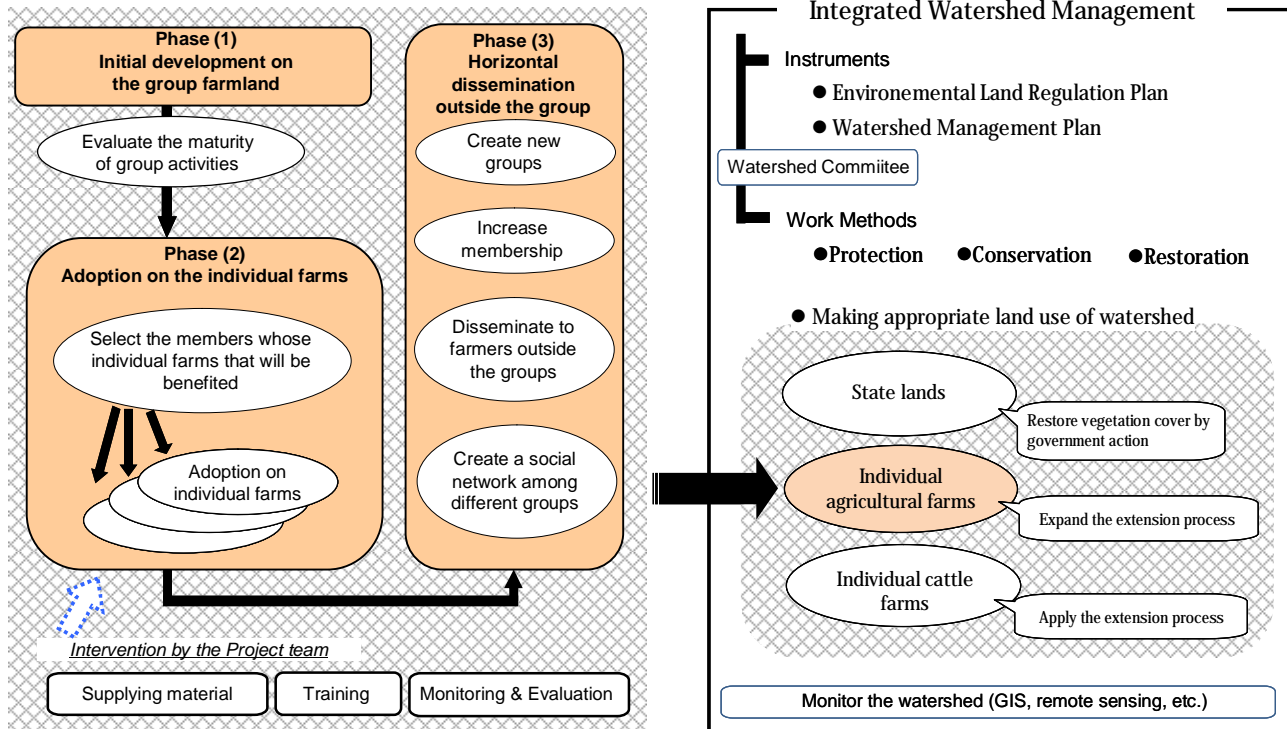 Phase (1)
Initial development on
the group farmland
Evaluate the maturity
of group activities
Phase (2)
Adoption on the individual farms
Select the members whose
individual farms that will be
benefited
Adoption on
individual farms
Phase (3)
Horizontal
dissemination
outside the group
Create new
groups
Increase
membership
Disseminate to
farmers outside
the groups
Create a social
network among
different groups
Intervention by the Project team
Supplying material
Training
Monitoring & Evaluation
Integrated Watershed Management
Instruments
● Environemental Land Regulation Plan
● Watershed Management Plan
Watershed Commiitee
Work Methods
●Protection ●Conservation ●Restoration
● Making appropriate land use of watershed
State lands
Restore vegetation cover by
government action
Individual
agricultural farms
Expand the extension process
Individual cattle
farms
Apply the extension process
Monitor the watershed (GIS, remote sensing, etc.)